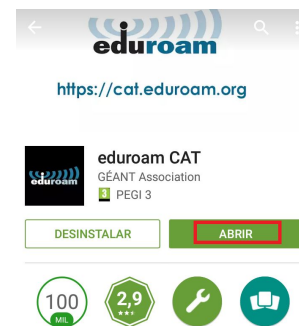 eduroam
https://cat.eduroam.org
eduroam
eduroam CAT
GÉANT Association
3 PEGI 3
DESINSTALAR
ABRIR
100
MIL
2,9